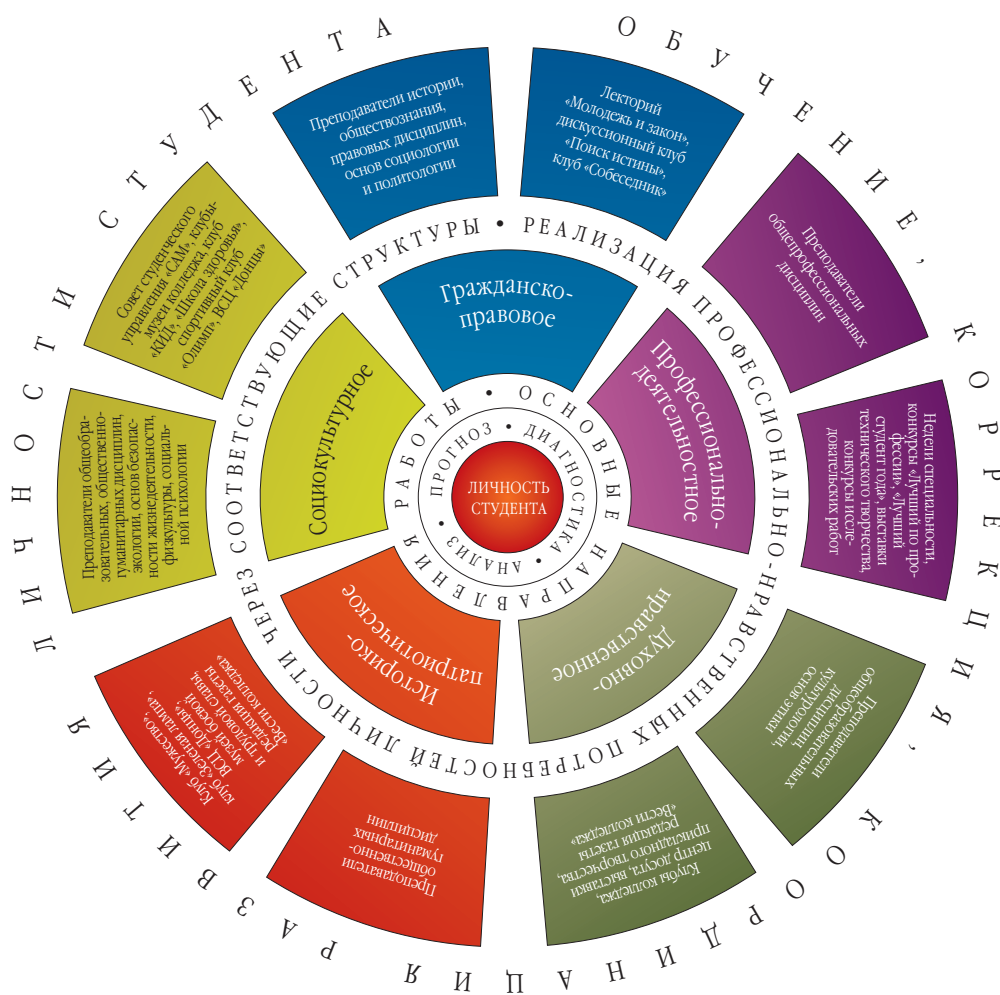 ОБУЧЕНИЕ, КОРРЕКЦИЯ, КООРДИНАЦИЯ РАЗВИТИЯ ЛИЧНОСТИ СТУДЕНТА
Преподаватели истории,
обществознания,
правовых дисциплин,
основ социологии
и политологии
Лекторий
«Молодежь и закон»,
дискуссионный клуб
«Поиск истины»,
клуб «Собеседник»
Преподаватели
общепрофессиональных
дисциплин
Недели специальности,
конкурсы «Лучший по про-
фессии», «Лучший
студент года», выставки
технического творчества,
конкурсы иссле-
довательских работ
Преподаватели
общеобразовательных
дисциплин,
культурологии,
основ этики
Клубы колледжа,
центр досуга, выставки
прикладного творчества,
редакция газеты
«Вести колледжа»
Преподаватели
общественно-
гуманитарных
дисциплин
Клуб «Мужество»,
клуб «Зеленая лампа»,
ВСЦ «Донцы»,
музей боевой
и трудовой славы,
редакция газеты
«Вести колледжа»
Преподаватели общеобра-
зовательных, общественно-
гуманитарных дисциплин,
экологии, основ безопас-
ности жизнедеятельности,
физкультуры, социаль-
ной психологии
Совет студенческого
управления «САМ», клубы-
музеи колледжа, клуб
«КИД», «Школа здоровья»,
спортивный клуб
«Олимп», ВСЦ «Донцы»
• РЕАЛИЗАЦИЯ ПРОФЕССИОНАЛЬНО-НРАВСТВЕННЫХ ПОТРЕБНОСТЕЙ ЛИЧНОСТИ ЧЕРЕЗ СООТВЕТСТВУЮЩИЕ СТРУКТУРЫ
Гражданско-
правовое
Профессионально-
деятельностное
Духовно-
нравственное
Историко-
патриотическое
Социокультурное
• ОСНОВНЫЕ НАПРАВЛЕНИЯ РАБОТЫ
• ДИАГНОСТИКА • АНАЛИЗ • ПРОГНОЗ
ЛИЧНОСТЬ
СТУДЕНТА